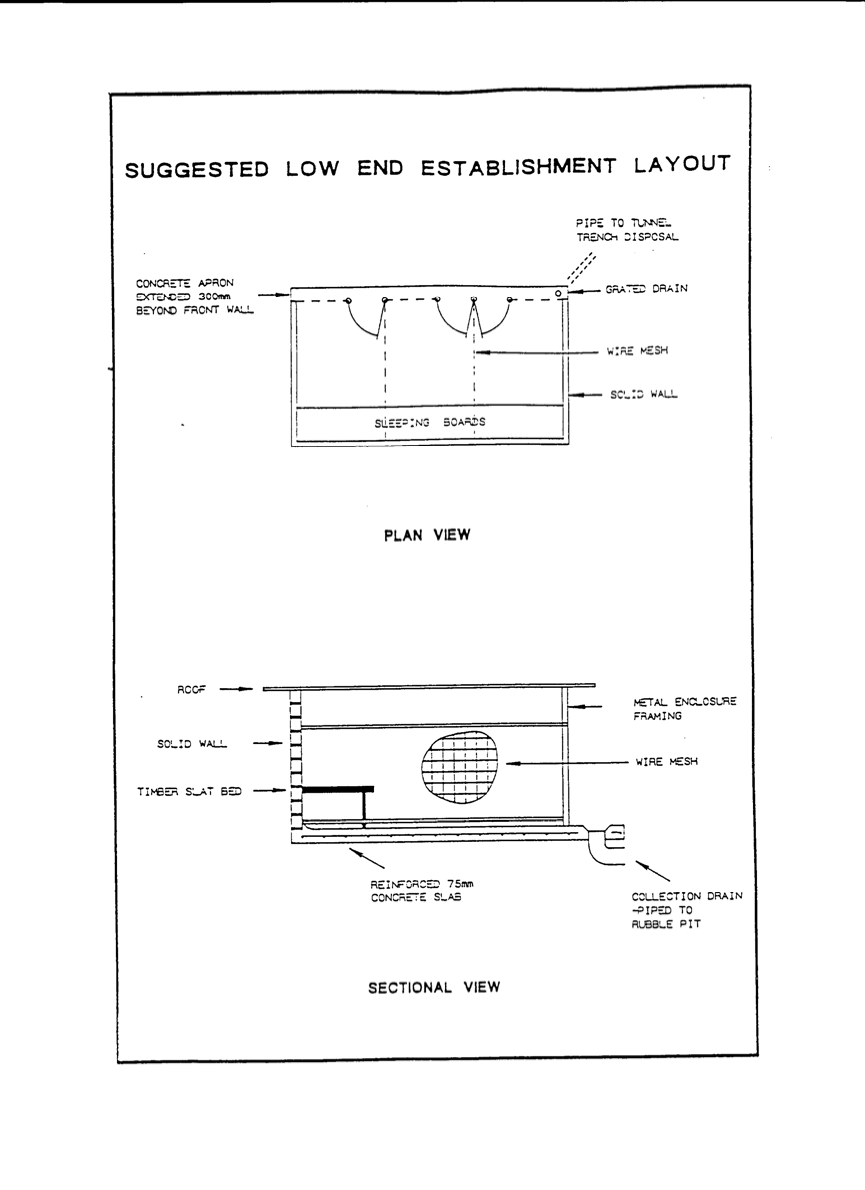 SUGGESTED LOW END ESTABLISHMENT LAYOUT
PIPE TO TUNNEL
TRENCH DISPOSAL
CONCRETE APRON
EXTENDED 300mm
BEYOND FRONT WALL
GRATED DRAIN
WIRE MESH
SOLID WALL
SLEEPING BOARDS
PLAN VIEW
ROOF
METAL ENCLOSURE
FRAMING
SOLID WALL
WIRE MESH
TIMBER SLAT BED
REINFORCED 75mm
CONCRETE SLAB
COLLECTION DRAIN
-PIPED TO
RUBBLE PIT
SECTIONAL VIEW